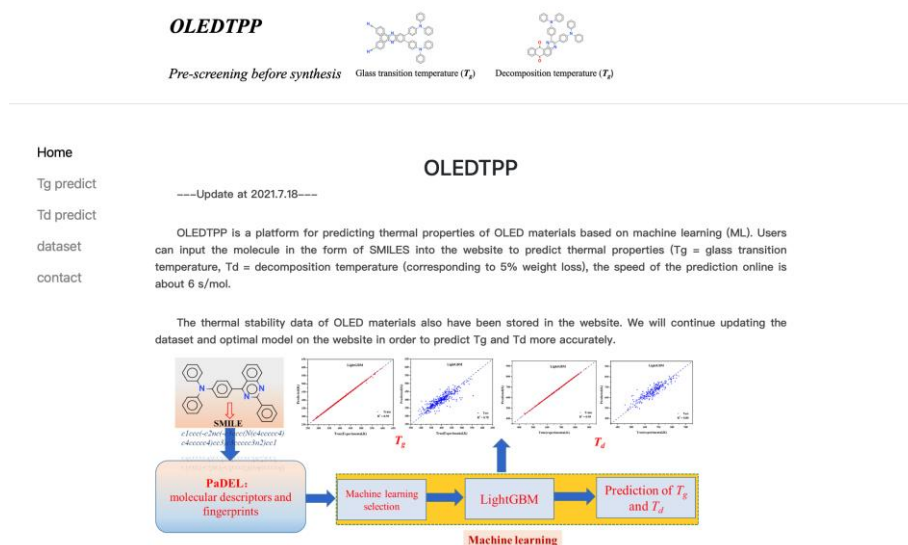 OLEDTPP
Pre-screening before synthesis
Glass transition temperature (Tg)
Decomposition temperature (Tg)
Home
Tg predict
Td predict
dataset
contact
OLEDTPP
---Update at 2021.7.18---
OLEDTPP is a platform for predicting thermal properties of OLED materials based on machine learning (ML). Users
can input the molecule in the form of SMILES into the website to predict thermal properties (Tg = glass transition
temperature, Td = decomposition temperature (corresponding to 5% weight loss), the speed of the prediction online is
about 6 s/mol.
The thermal stability data of OLED materials also have been stored in the website. We will continue updating the
dataset and optimal model on the website in order to predict Tg and Td more accurately.
SMILE
LightGBM
LightGBM
LightGBM
LightGBM
Tg
Td
PaDEL:
molecular descriptors and
fingerprints
Machine learning
selection
LightGBM
Prediction of Tg
and Td
Machine learning